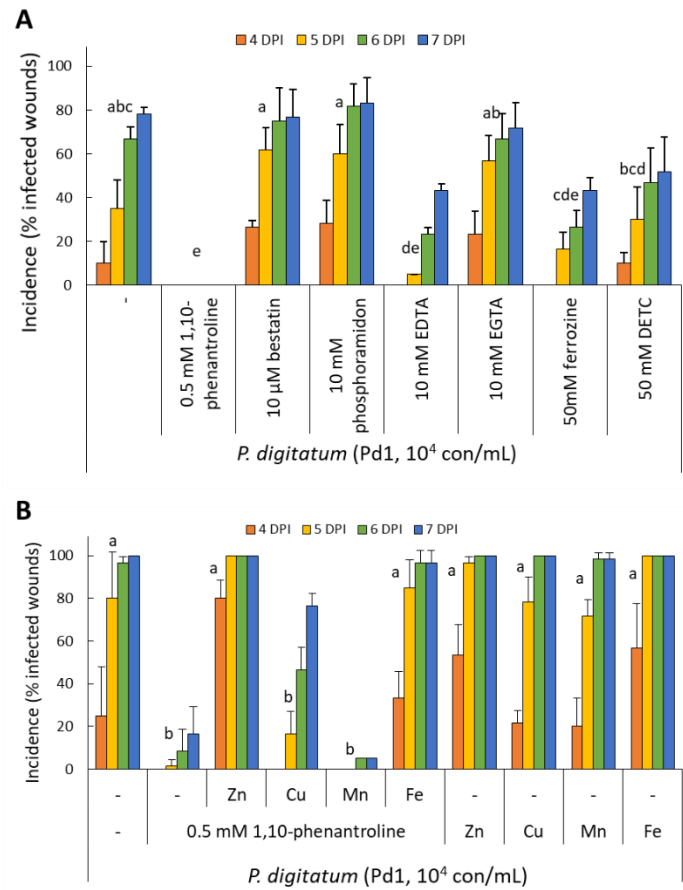 A
4 DPI 5 DPI 6 DPI 7 DPI
Incidence (% infected wounds)
100
80
60
40
20
0
abc
e
a
a
de
ab
cde
bcd
-
0.5 mM 1,10-
phenantroline
10 µM bestatin
10 mM
phosphoramidon
10 mM EDTA
10 mM EGTA
50mM ferrozine
50 mM DETC
P. digitatum (Pd1, 10⁴ con/mL)
B
4 DPI 5 DPI 6 DPI 7 DPI
Incidence (% infected wounds)
100
80
60
40
20
0
a
b
a
b
b
a
a
a
a
a
- - Zn Cu Mn Fe - - - -
- 0.5 mM 1,10-phenantroline Zn Cu Mn Fe
P. digitatum (Pd1, 10⁴ con/mL)